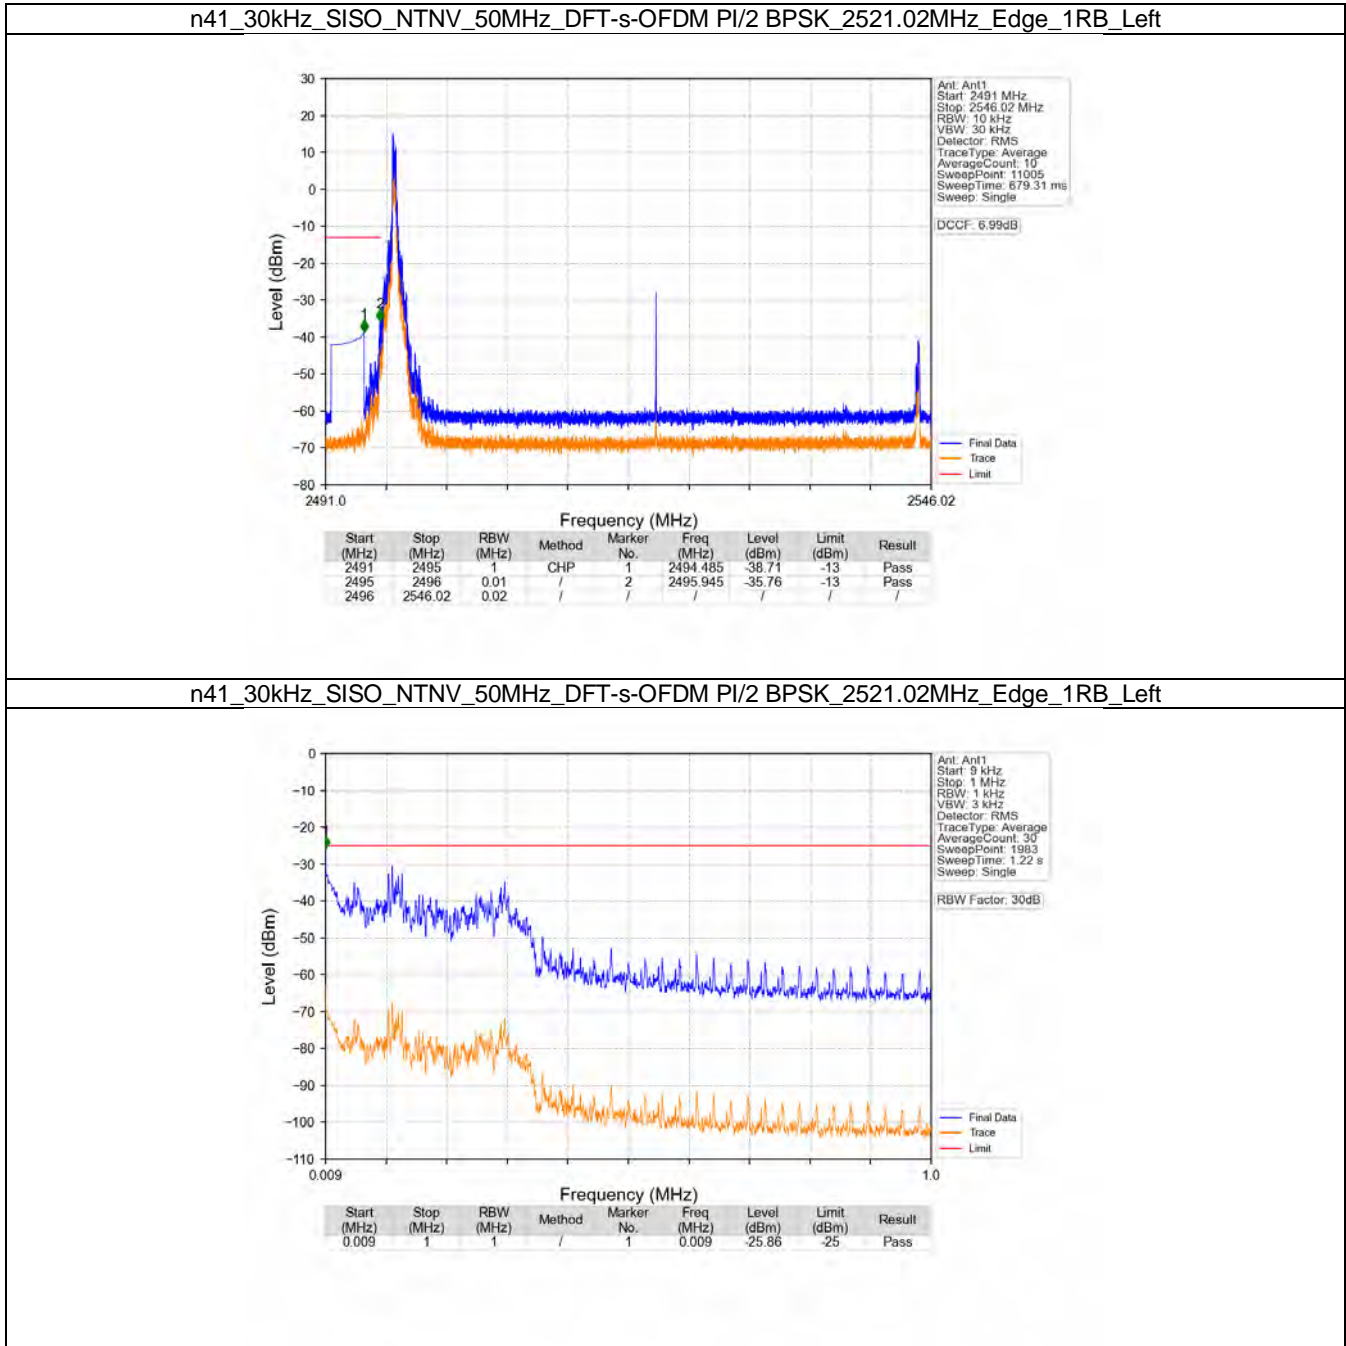 n41_30kHz_SISO_NTNV_50MHz_DFT-s-OFDM PI/2 BPSK_2521.02MHz_Edge_1RB_Left
30
20
10
0
−10
−20
−30
−40
−50
−60
−70
−80
Level (dBm)
1
2
2491.0
2546.02
Frequency (MHz)
Ant: Ant1
Start: 2491 MHz
Stop: 2546.02 MHz
RBW: 10 kHz
VBW: 30 kHz
Detector: RMS
TraceType: Average
AverageCount: 10
SweepPoint: 11005
SweepTime: 679.31 ms
Sweep: Single
DCCF: 6.99dB
Final Data
Trace
Limit
Start (MHz) Stop (MHz) RBW (MHz) Method Marker No. Freq (MHz) Level (dBm) Limit (dBm) Result
2491 2495 1 CHP 1 2494.485 -38.71 -13 Pass
2495 2496 0.01 / 2 2495.945 -35.76 -13 Pass
2496 2546.02 0.02 / / / / / /
n41_30kHz_SISO_NTNV_50MHz_DFT-s-OFDM PI/2 BPSK_2521.02MHz_Edge_1RB_Left
0
−10
−20
−30
−40
−50
−60
−70
−80
−90
−100
−110
Level (dBm)
0.009
1.0
Frequency (MHz)
Ant: Ant1
Start: 9 kHz
Stop: 1 MHz
RBW: 1 kHz
VBW: 3 kHz
Detector: RMS
TraceType: Average
AverageCount: 30
SweepPoint: 1983
SweepTime: 1.22 s
Sweep: Single
RBW Factor: 30dB
Final Data
Trace
Limit
Start (MHz) Stop (MHz) RBW (MHz) Method Marker No. Freq (MHz) Level (dBm) Limit (dBm) Result
0.009 1 1 / 1 0.009 -25.86 -25 Pass